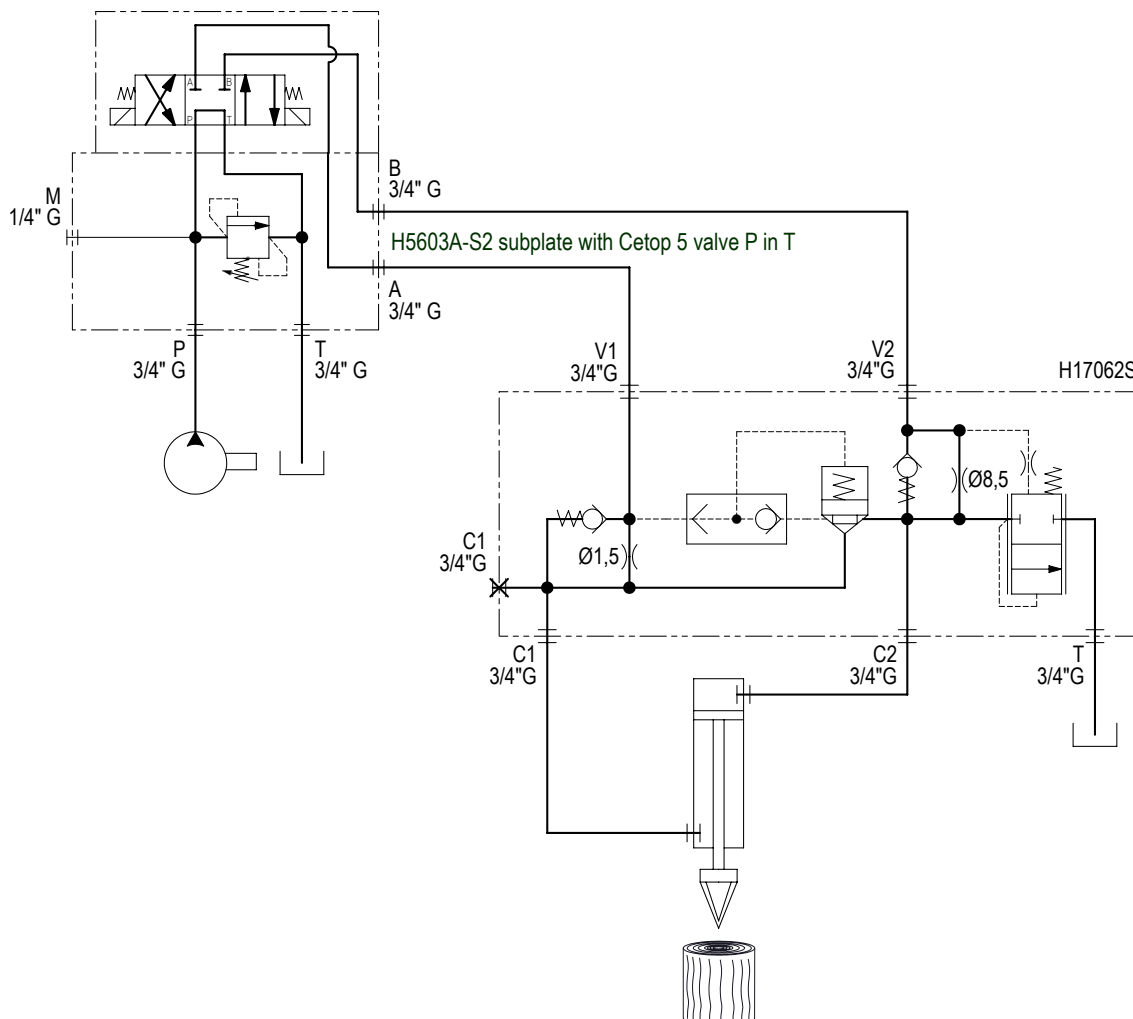 A
B
P
T
M
1/4" G
B
3/4" G
H5603A-S2 subplate with Cetop 5 valve P in T
A
3/4" G
P
3/4" G
T
3/4" G
V1
3/4"G
V2
3/4"G
H17062S
Ø8,5
C1
3/4"G
Ø1,5
C1
3/4"G
C2
3/4"G
T
3/4"G